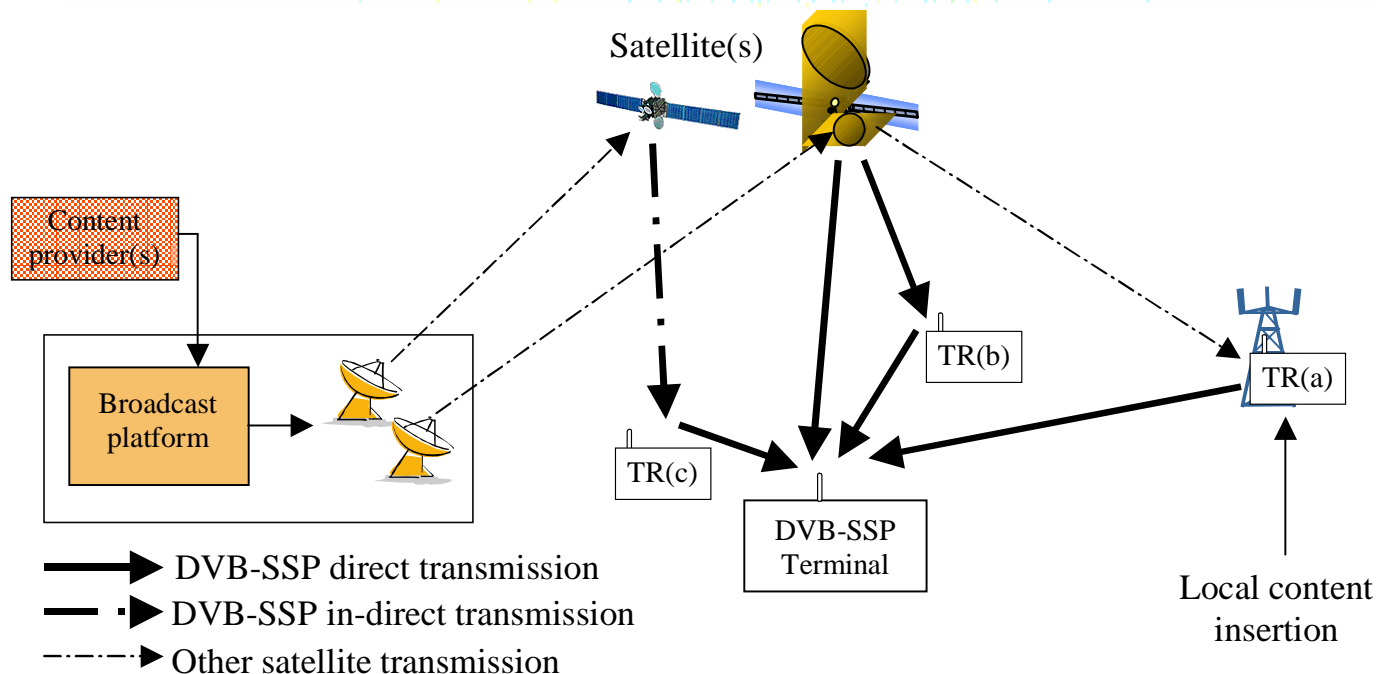 Satellite(s)
Content
provider(s)
Broadcast
platform
TR(b)
TR(a)
TR(c)
DVB-SSP
Terminal
Local content
insertion
DVB-SSP direct transmission
DVB-SSP in-direct transmission
Other satellite transmission